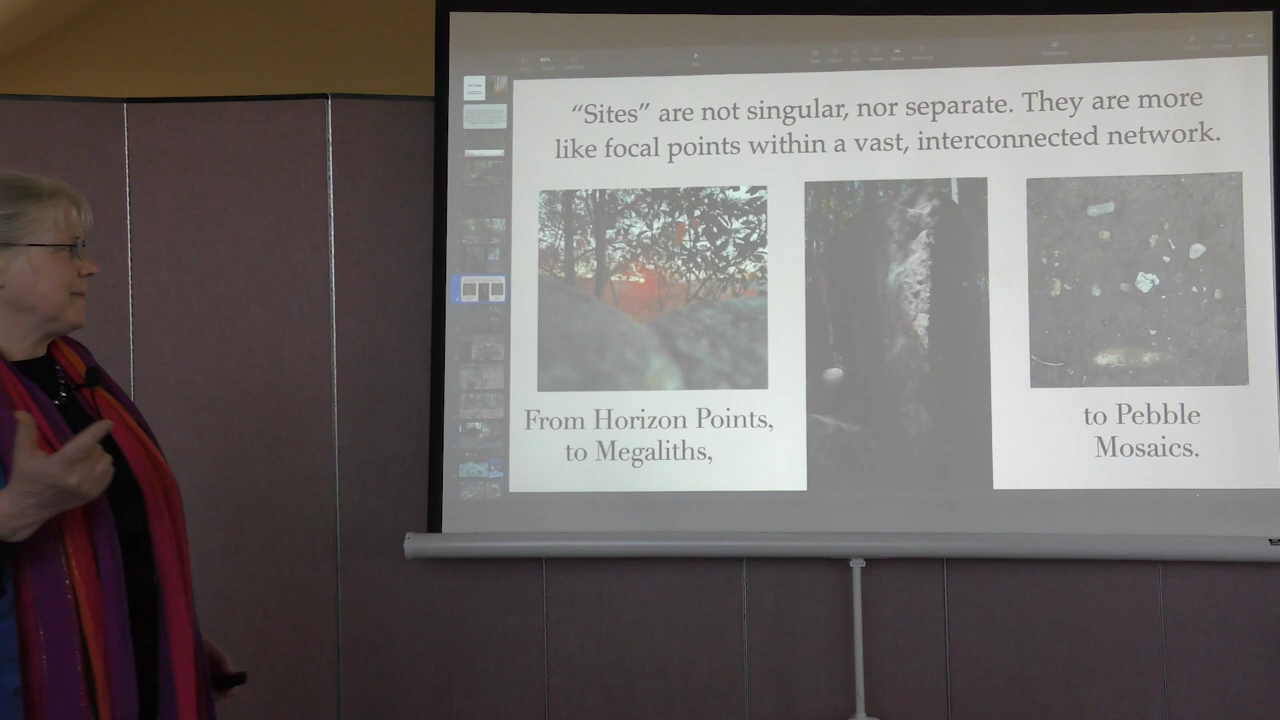 “Sites” are not singular, nor separate. They are more
like focal points within a vast, interconnected network.
From Horizon Points,
to Megaliths,
to Pebble
Mosaics.